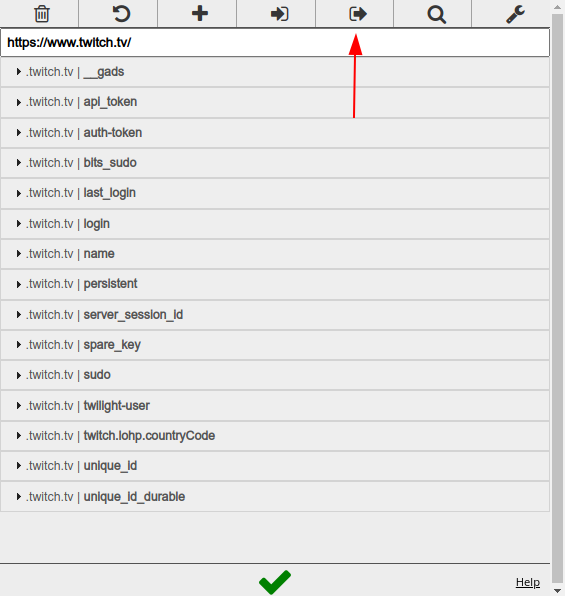 https://www.twitch.tv/
.twitch.tv | __gads
.twitch.tv | api_token
.twitch.tv | auth-token
.twitch.tv | bits_sudo
.twitch.tv | last_login
.twitch.tv | login
.twitch.tv | name
.twitch.tv | persistent
.twitch.tv | server_session_id
.twitch.tv | spare_key
.twitch.tv | sudo
.twitch.tv | twilight-user
.twitch.tv | twitch.lohp.countryCode
.twitch.tv | unique_id
.twitch.tv | unique_id_durable
Help